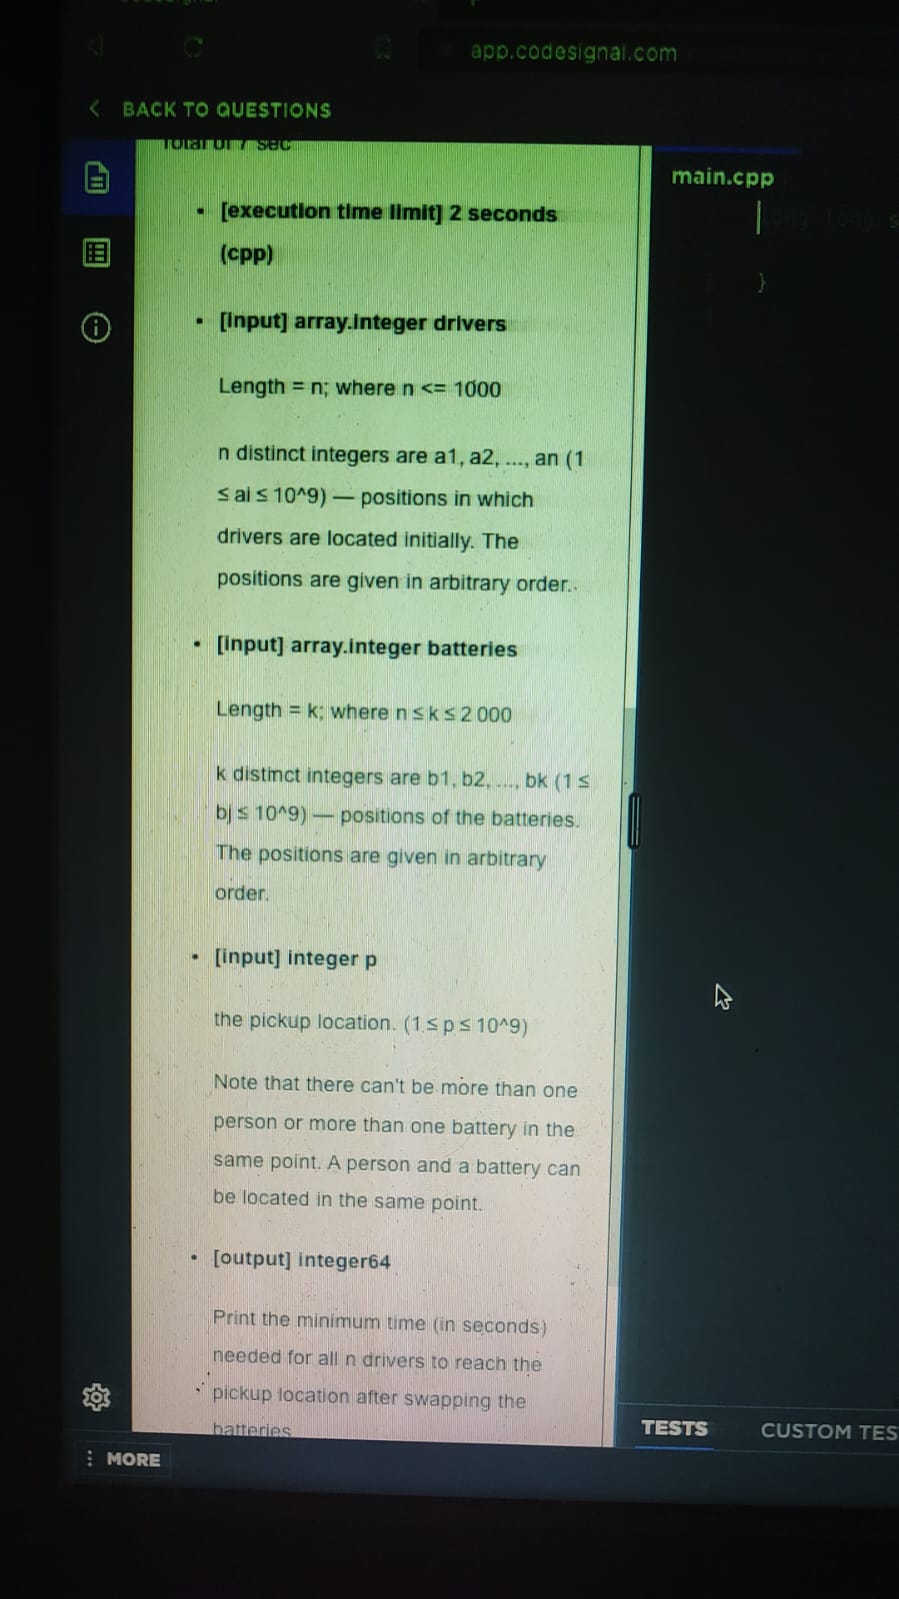 app.codesignal.com
BACK TO QUESTIONS
Total of 7 sec
main.cpp
• [execution time limit] 2 seconds
(cpp)
}
• [input] array.integer drivers
Length = n; where n <= 1000
n distinct integers are a1, a2, ..., an (1
≤ ai ≤ 10^9) — positions in which
drivers are located initially. The
positions are given in arbitrary order.
• [input] array.integer batteries
Length = k; where n ≤ k ≤ 2 000
k distinct integers are b1, b2, ..., bk (1 ≤
bj ≤ 10^9) — positions of the batteries.
The positions are given in arbitrary
order.
• [input] integer p
the pickup location. (1 ≤ p ≤ 10^9)
Note that there can't be more than one
person or more than one battery in the
same point. A person and a battery can
be located in the same point.
• [output] integer64
Print the minimum time (in seconds)
needed for all n drivers to reach the
pickup location after swapping the
batteries
TESTS
CUSTOM TES
MORE